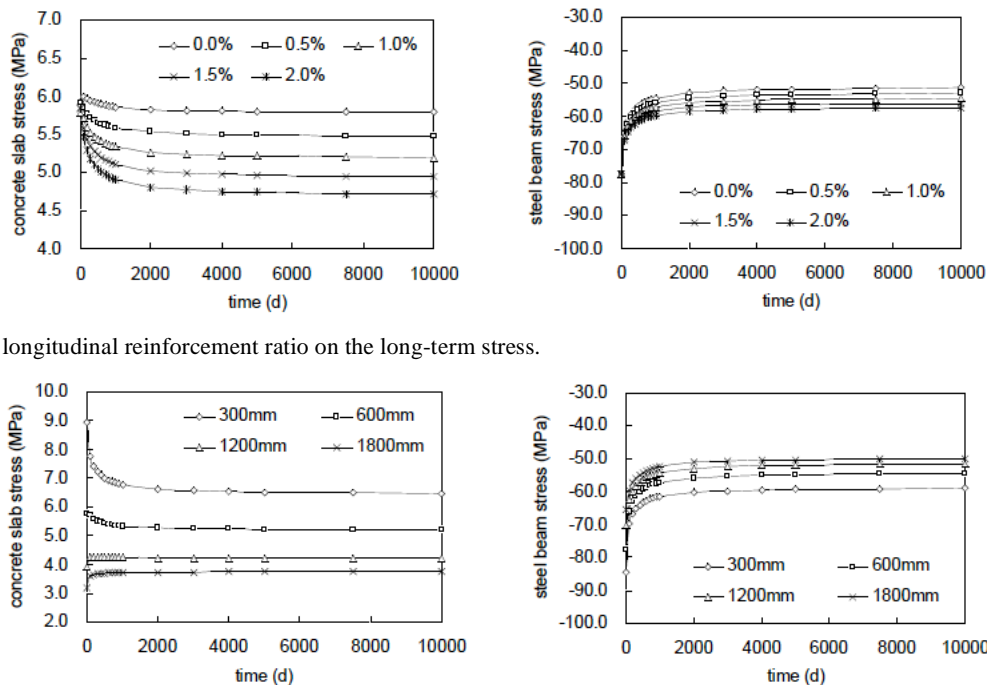 concrete slab stress (MPa)
7.0
6.5
6.0
5.5
5.0
4.5
4.0
0.0% 0.5% 1.0%
1.5% 2.0%
0 2000 4000 6000 8000 10000
time (d)
steel beam stress (MPa)
-30.0
-40.0
-50.0
-60.0
-70.0
-80.0
-90.0
-100.0
0.0% 0.5% 1.0%
1.5% 2.0%
0 2000 4000 6000 8000 10000
time (d)
longitudinal reinforcement ratio on the long-term stress.
concrete slab stress (MPa)
10.0
9.0
8.0
7.0
6.0
5.0
4.0
3.0
2.0
300mm 600mm
1200mm 1800mm
0 2000 4000 6000 8000 10000
time (d)
steel beam stress (MPa)
-30.0
-40.0
-50.0
-60.0
-70.0
-80.0
-90.0
-100.0
300mm 600mm
1200mm 1800mm
0 2000 4000 6000 8000 10000
time (d)